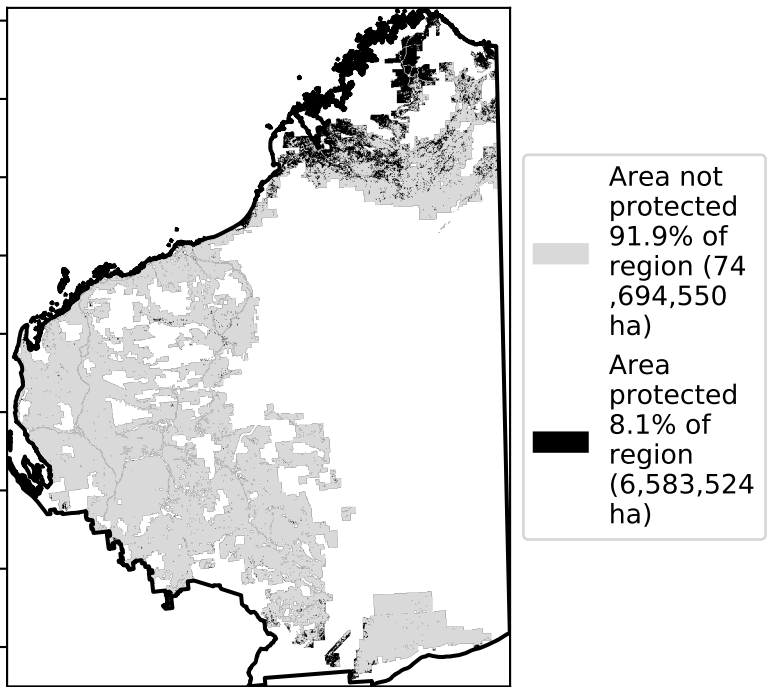 Area not
protected
91.9% of
region (74
,694,550
ha)
Area
protected
8.1% of
region
(6,583,524
ha)